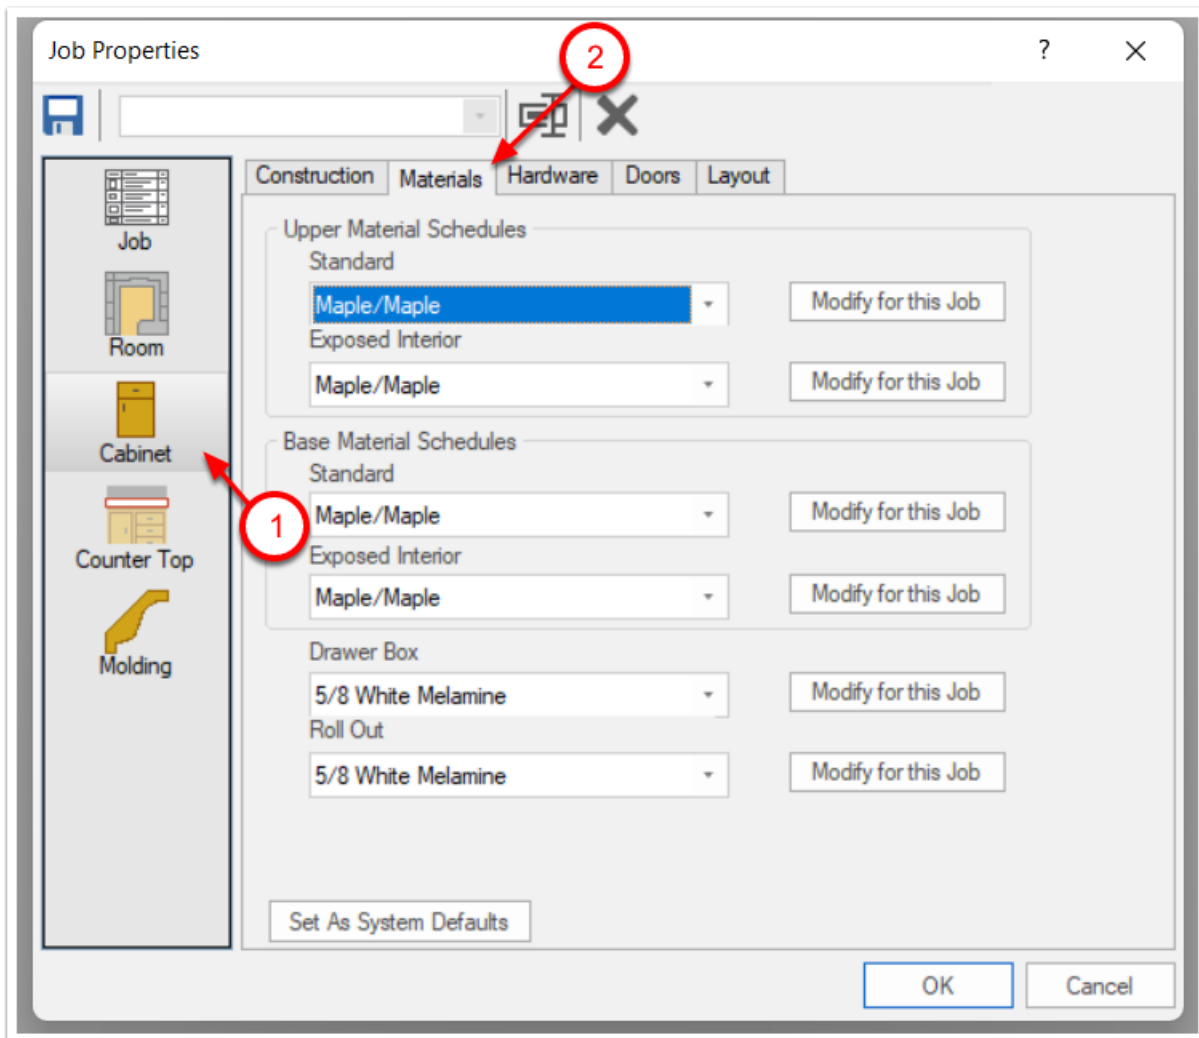 Job Properties
?
2
Job
Room
Cabinet
1
Counter Top
Molding
Construction Materials Hardware Doors Layout
Upper Material Schedules
Standard
Maple/Maple Modify for this Job
Exposed Interior
Maple/Maple Modify for this Job
Base Material Schedules
Standard
Maple/Maple Modify for this Job
Exposed Interior
Maple/Maple Modify for this Job
Drawer Box
5/8 White Melamine Modify for this Job
Roll Out
5/8 White Melamine Modify for this Job
Set As System Defaults
OK Cancel